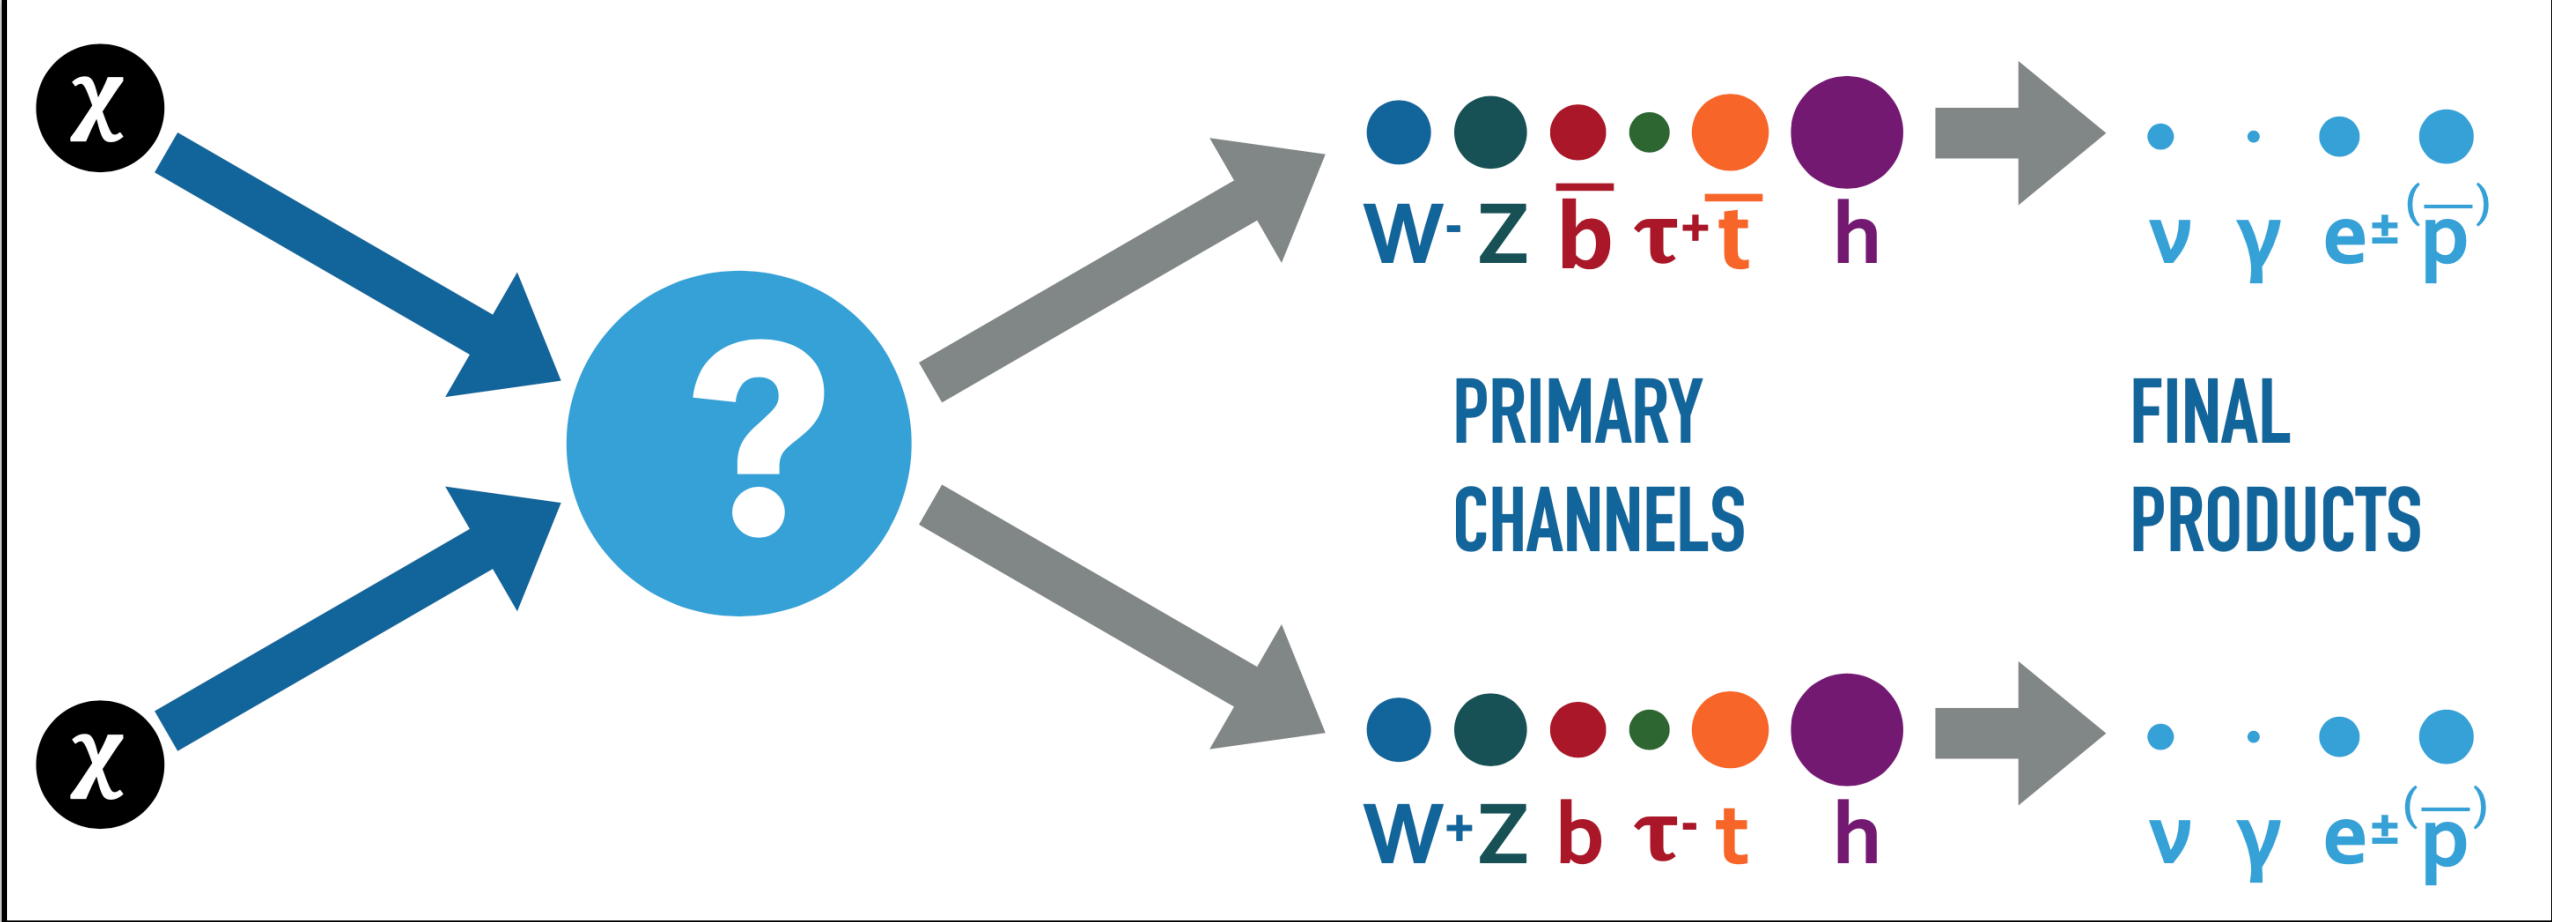 χ
?
W⁻ Z b̅ τ⁺ t̅ h
ν γ e± (p̅)
PRIMARY
CHANNELS
FINAL
PRODUCTS
χ
W⁺ Z b τ⁻ t h
ν γ e± (p̅)